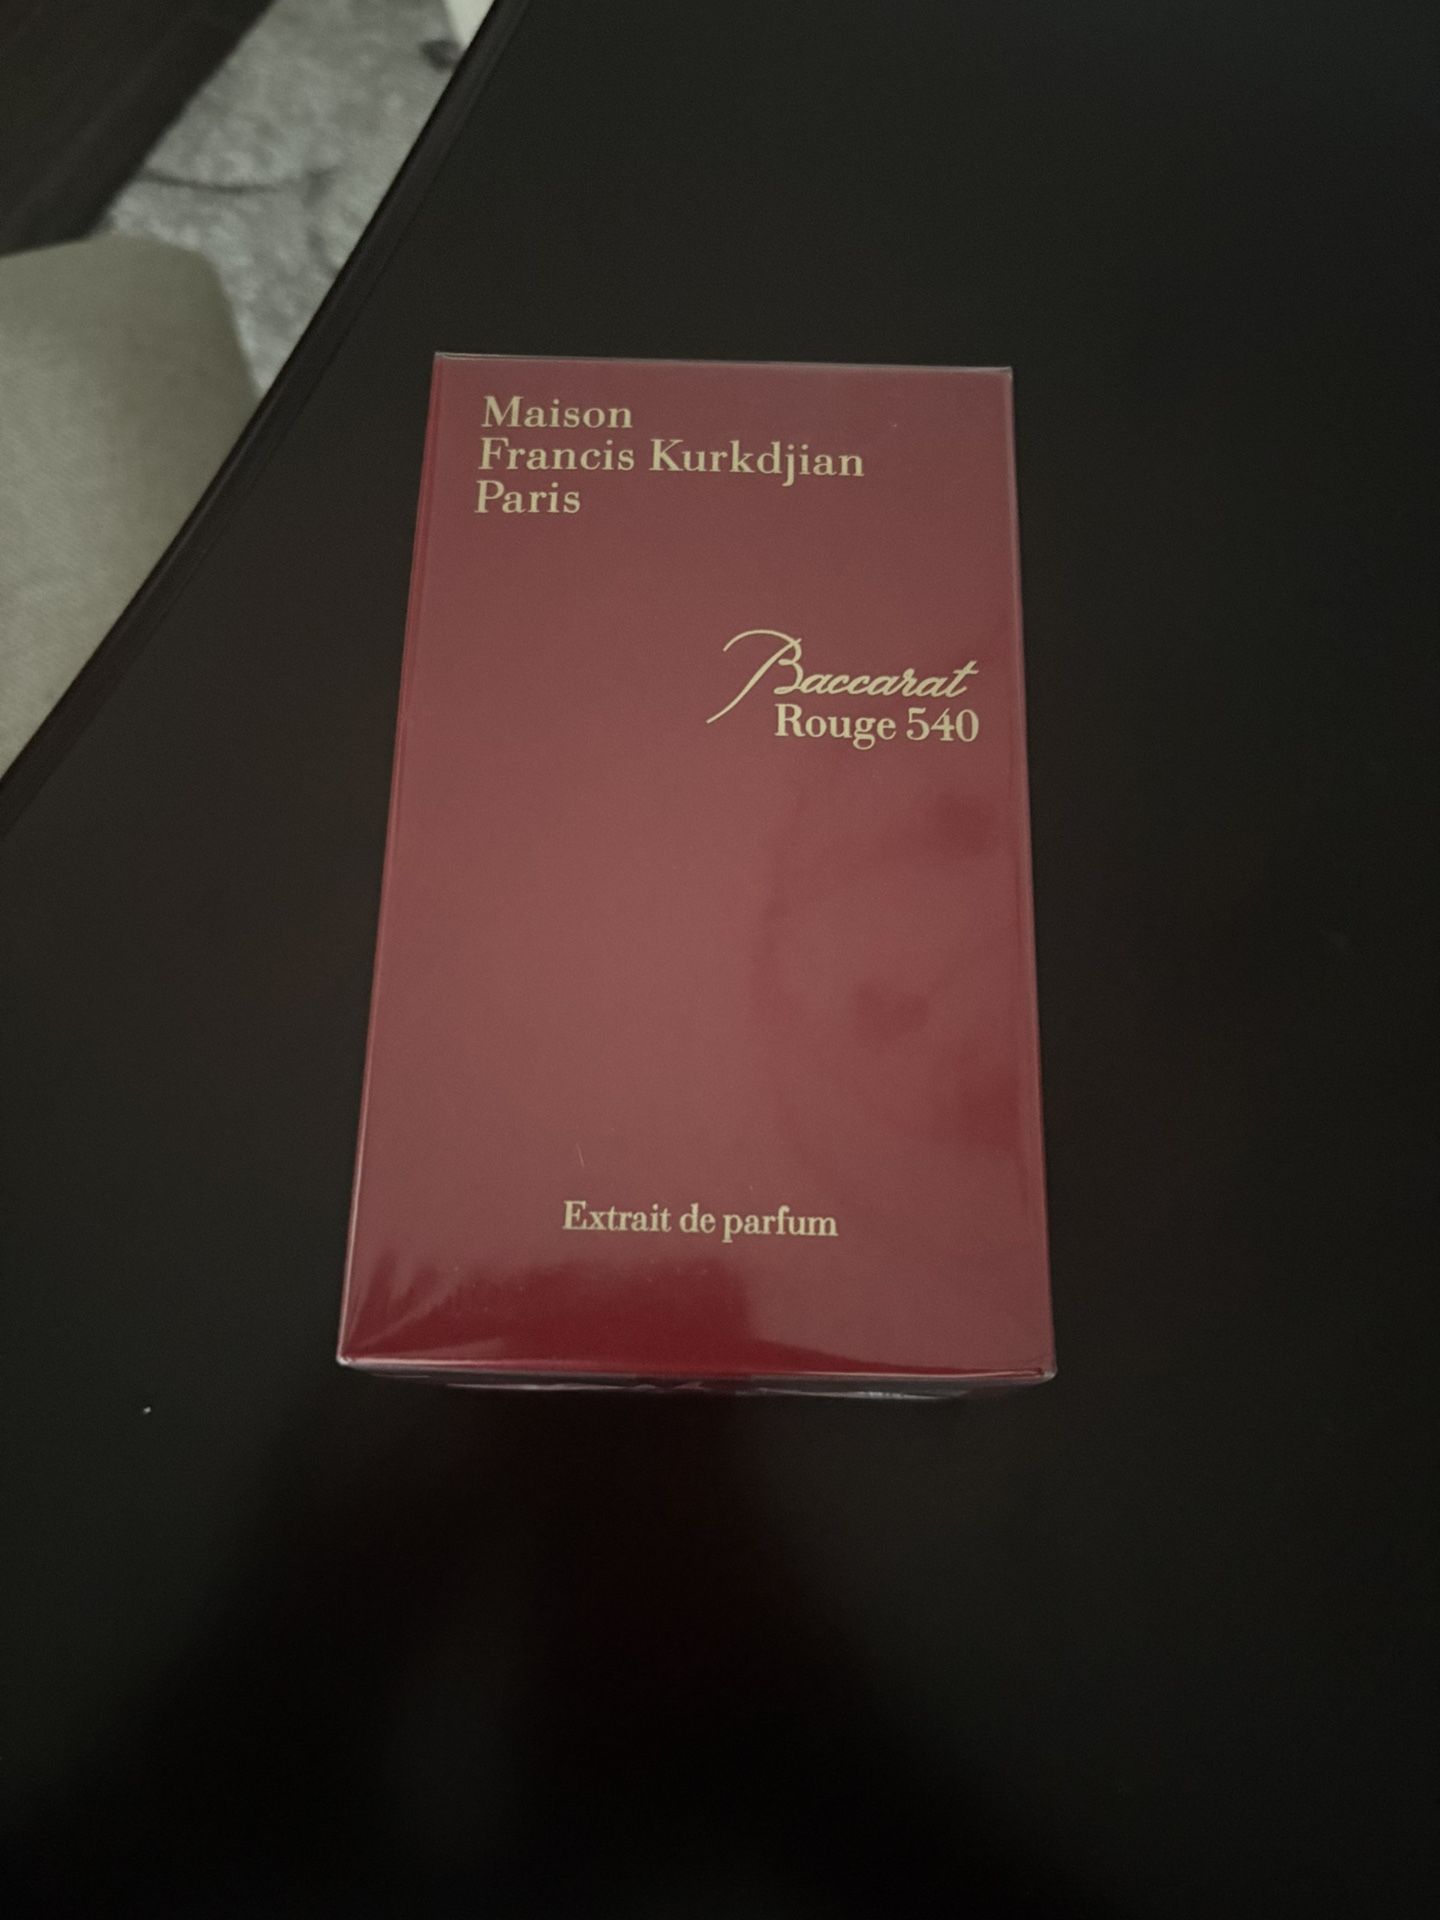 Maison
Francis Kurkdjian
Paris
Baccarat
Rouge 540
Extrait de parfum